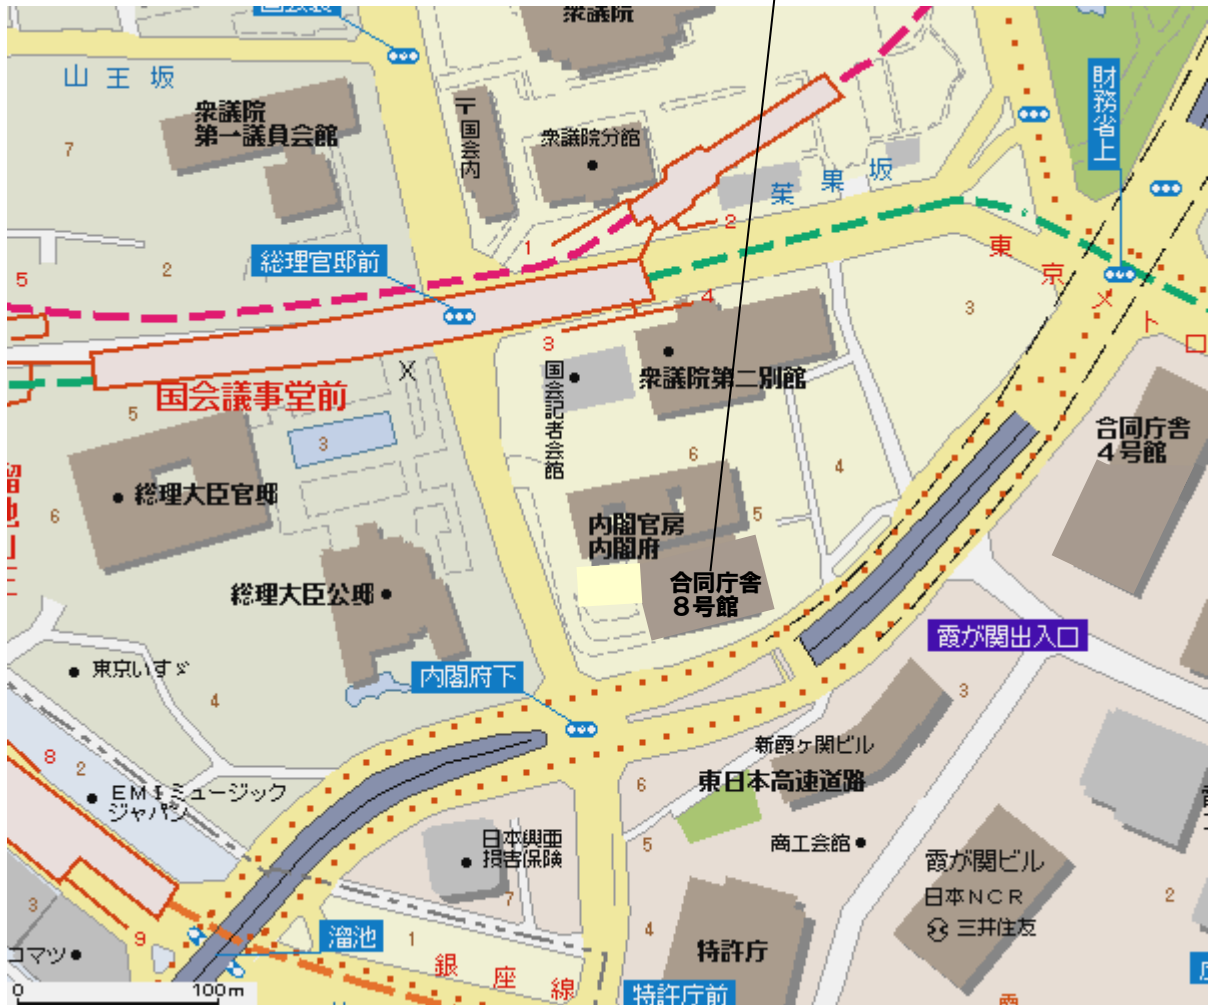 衆議院
山王坂
衆議院
第一議員会館
〒国会内
衆議院分館
財務省上
7
茱萸坂
1
2
総理官邸前
2
5
東京メトロ
3
4
3
国会議事堂前
国会記者会館
衆議院第二別館
5
3
合同庁舎
4号館
6
4
総理大臣官邸
6
5
内閣官房
内閣府
合同庁舎
8号館
総理大臣公邸
霞が関出入口
東京いすゞ
内閣府下
4
3
新霞ヶ関ビル
8
2
6
東日本高速道路
EMIミュージック
ジャパン
日本興亜
損害保険
5
商工会館
霞が関ビル
日本NCR
三井住友
7
2
3
9
溜池
1
4
特許庁
コマツ
銀座線
特許庁前
0
100m